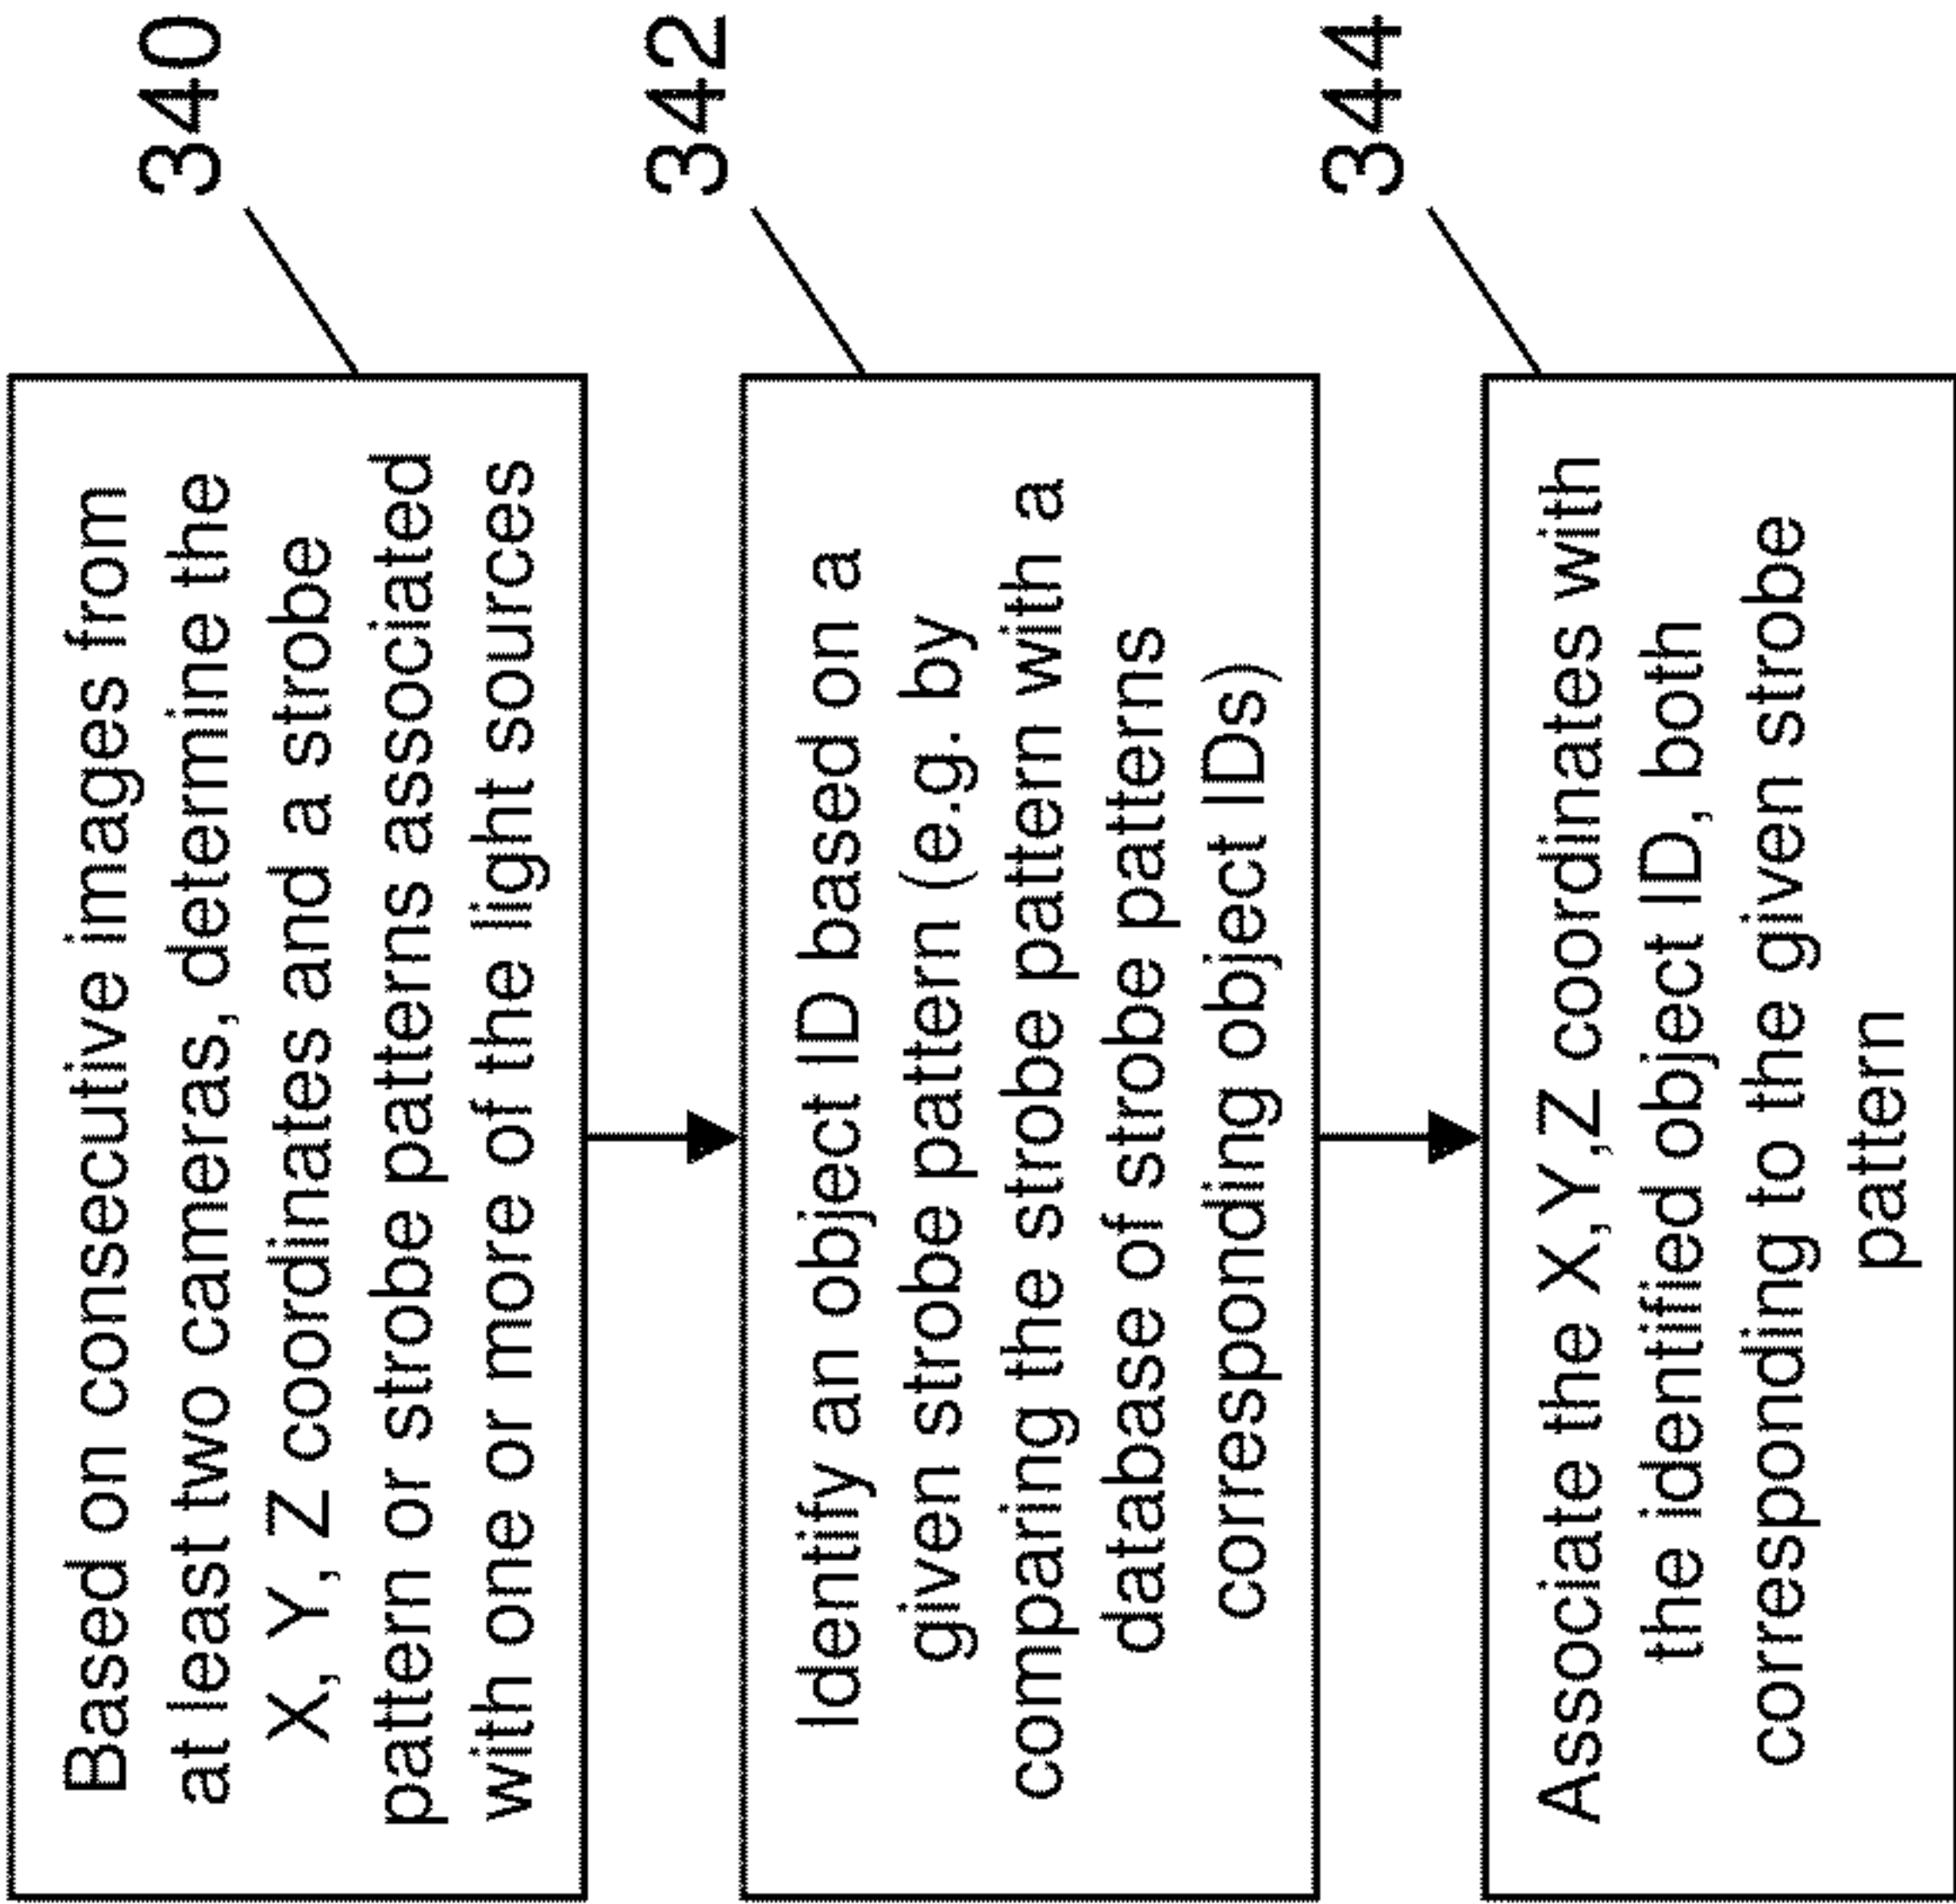 Based on consecutive images from
at least two cameras, determine the
X, Y, Z coordinates and a strobe
pattern or strobe patterns associated
with one or more of the light sources
340
Identify an object ID based on a
given strobe pattern (e.g. by
comparing the strobe pattern with a
database of strobe patterns
corresponding object IDs)
342
Associate the X,Y,Z coordinates with
the identified object ID, both
corresponding to the given strobe
pattern
344